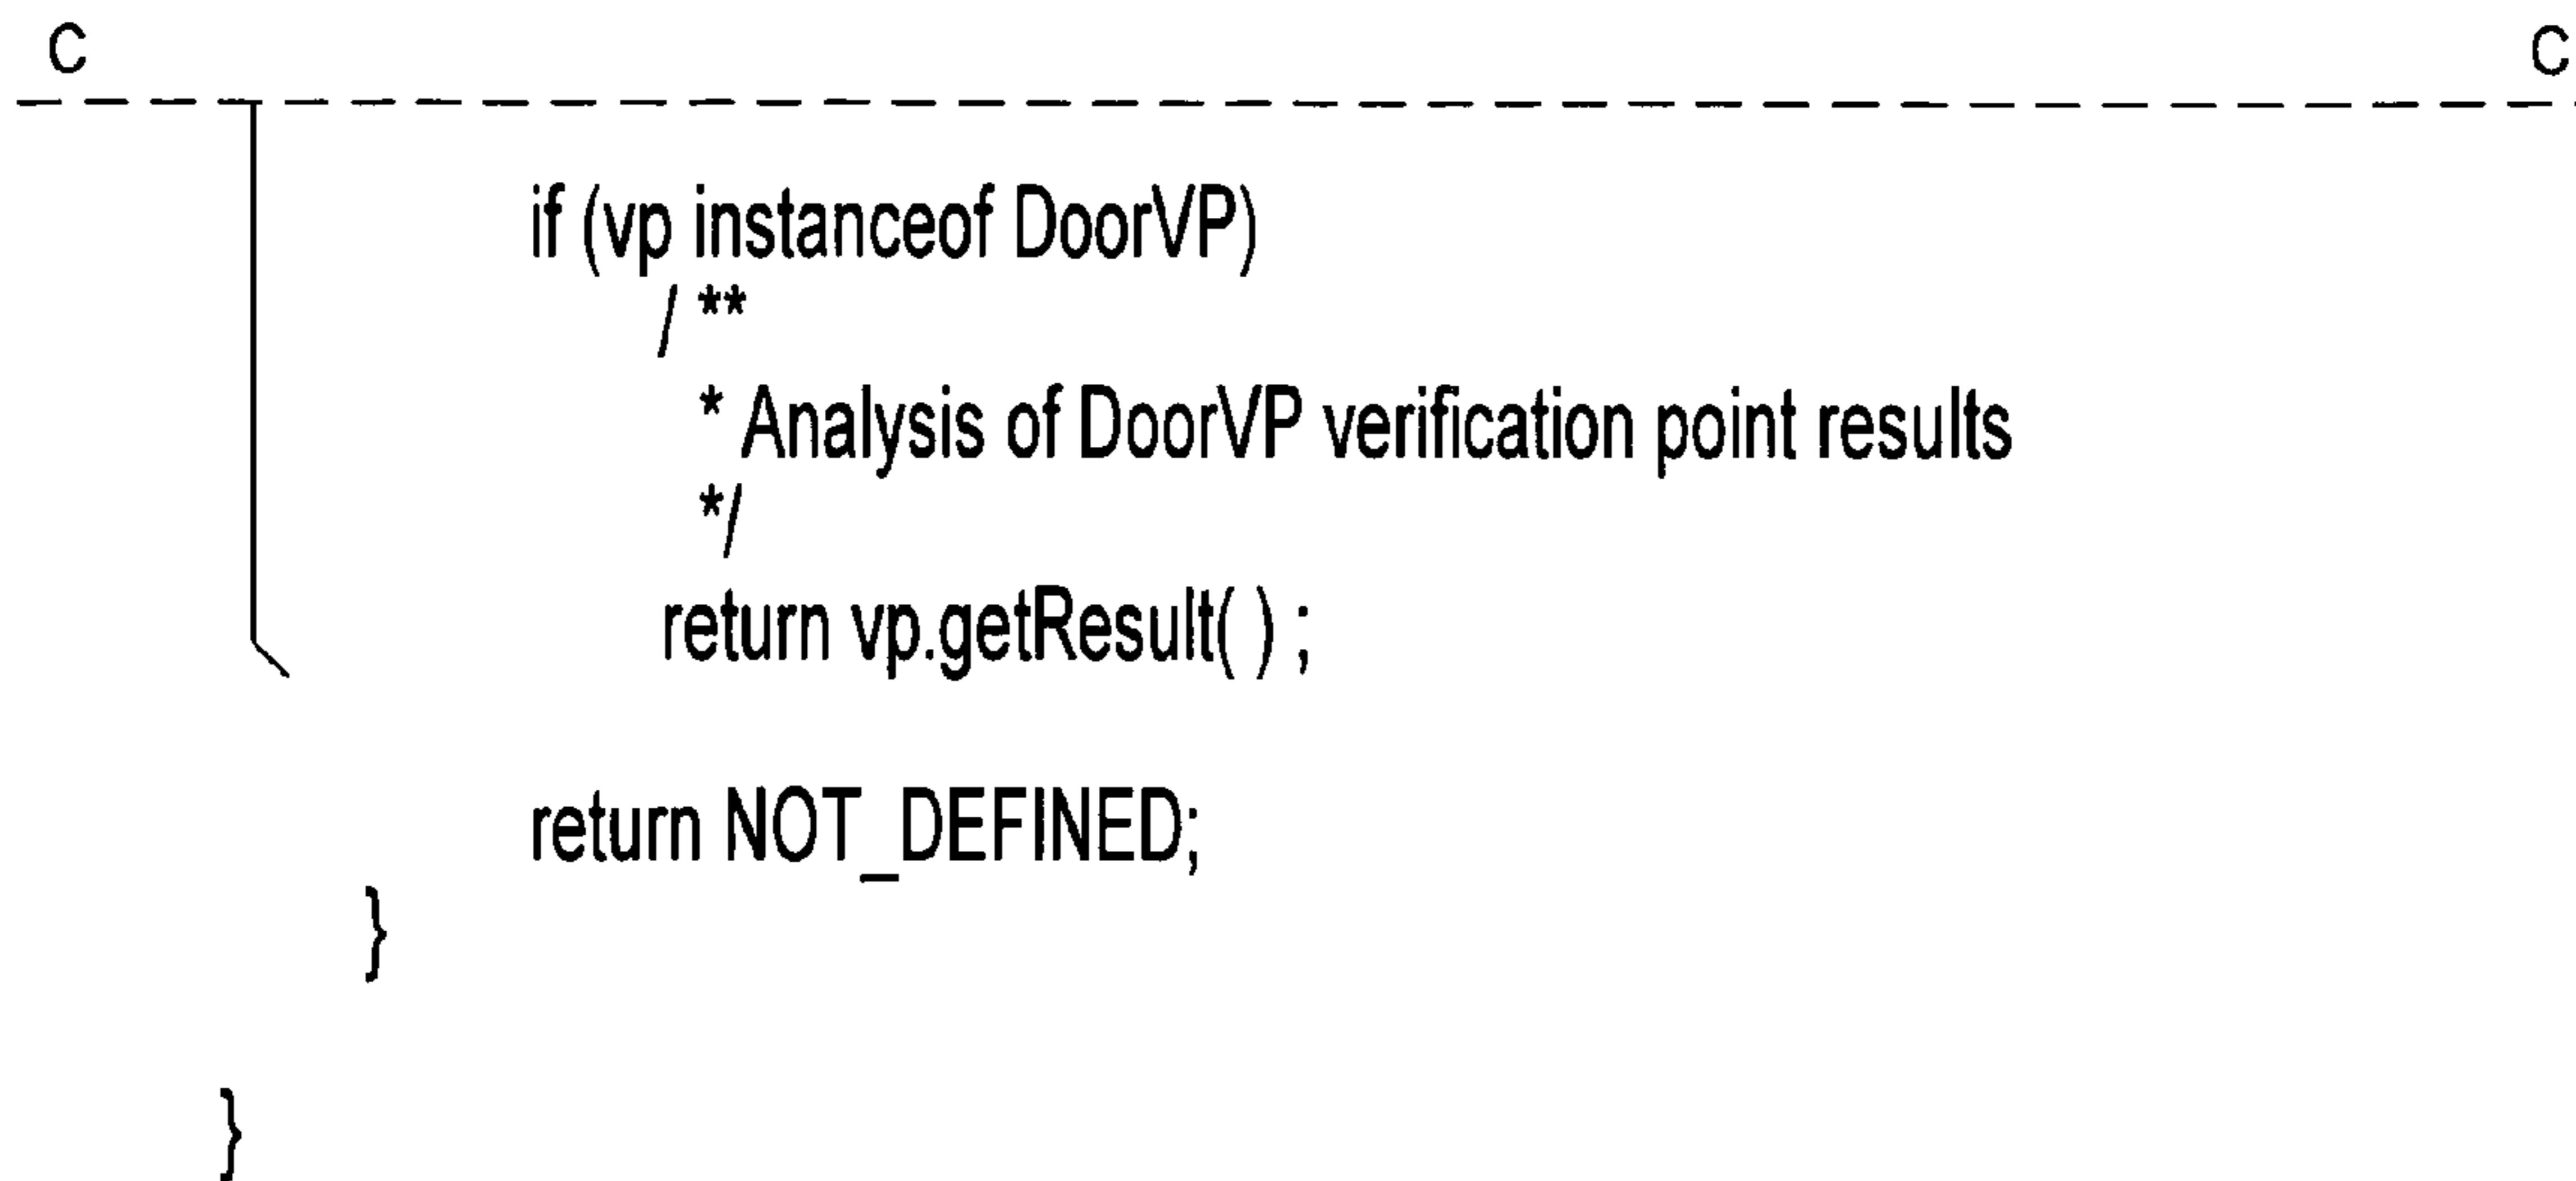 C C
if (vp instanceof DoorVP)
/ **
* Analysis of DoorVP verification point results
*/
return vp.getResult( ) ;
return NOT_DEFINED;
}
}